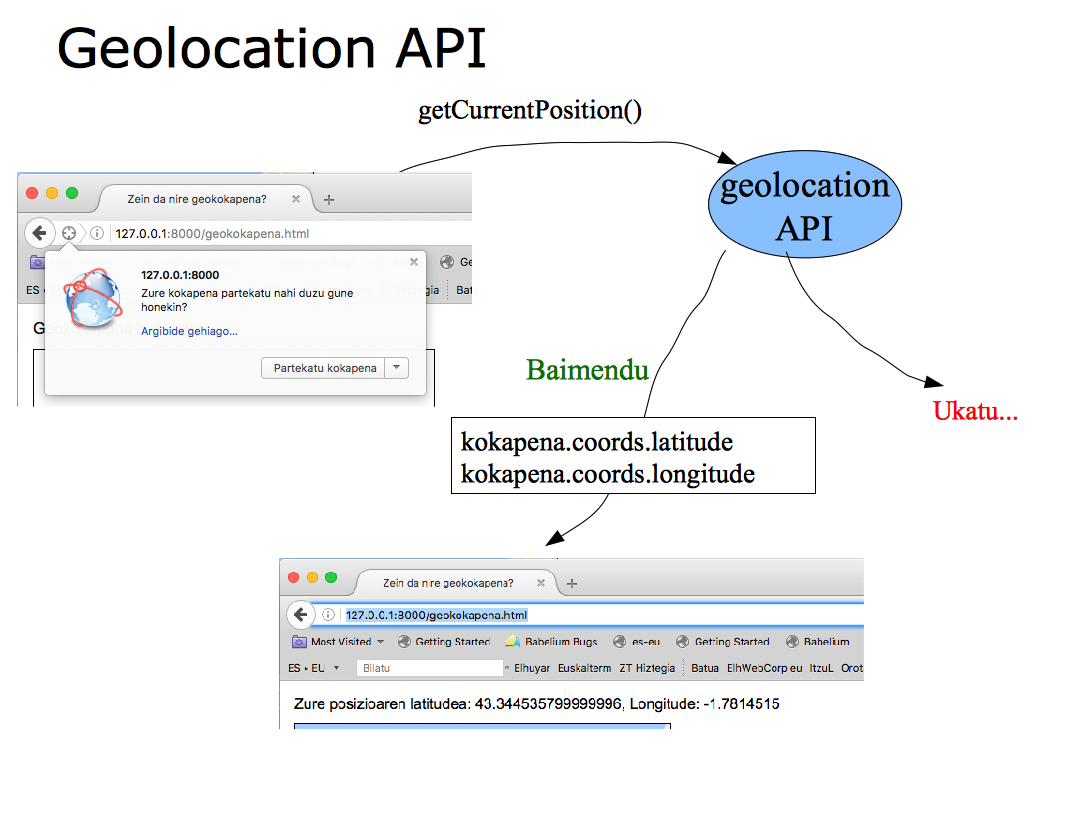 Geolocation API
getCurrentPosition()
geolocation
API
Zein da nire geokokapena?
127.0.0.1:8000/geokokapena.html
Ge
127.0.0.1:8000
Zure kokapena partekatu nahi duzu gune
honekin?
Argibide gehiago...
ES
gia
Bat
G
Partekatu kokapena
Baimendu
Ukatu...
kokapena.coords.latitude
kokapena.coords.longitude
Zein da nire geokokapena?
127.0.0.1:8000/geokokapena.html
Most Visited Getting Started Babelium Bugs es-eu Getting Started Babelium
ES ▸ EU Bilatu Elhuyar Euskalterm ZT Hiztegia Batua ElhWebCorp eu ItzuL Orot
Zure posizioaren latitudea: 43.344535799999996, Longitude: -1.7814515